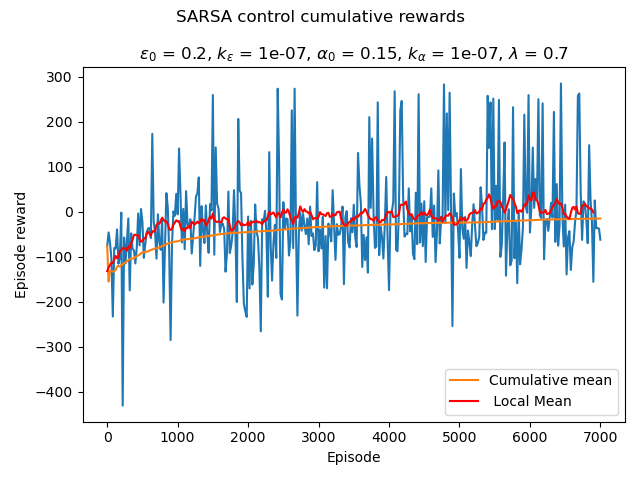 SARSA control cumulative rewards
ε₀ = 0.2, kε = 1e-07, α₀ = 0.15, kα = 1e-07, λ = 0.7
300
200
100
0
−100
−200
−300
−400
Episode reward
Cumulative mean
Local Mean
0 1000 2000 3000 4000 5000 6000 7000
Episode